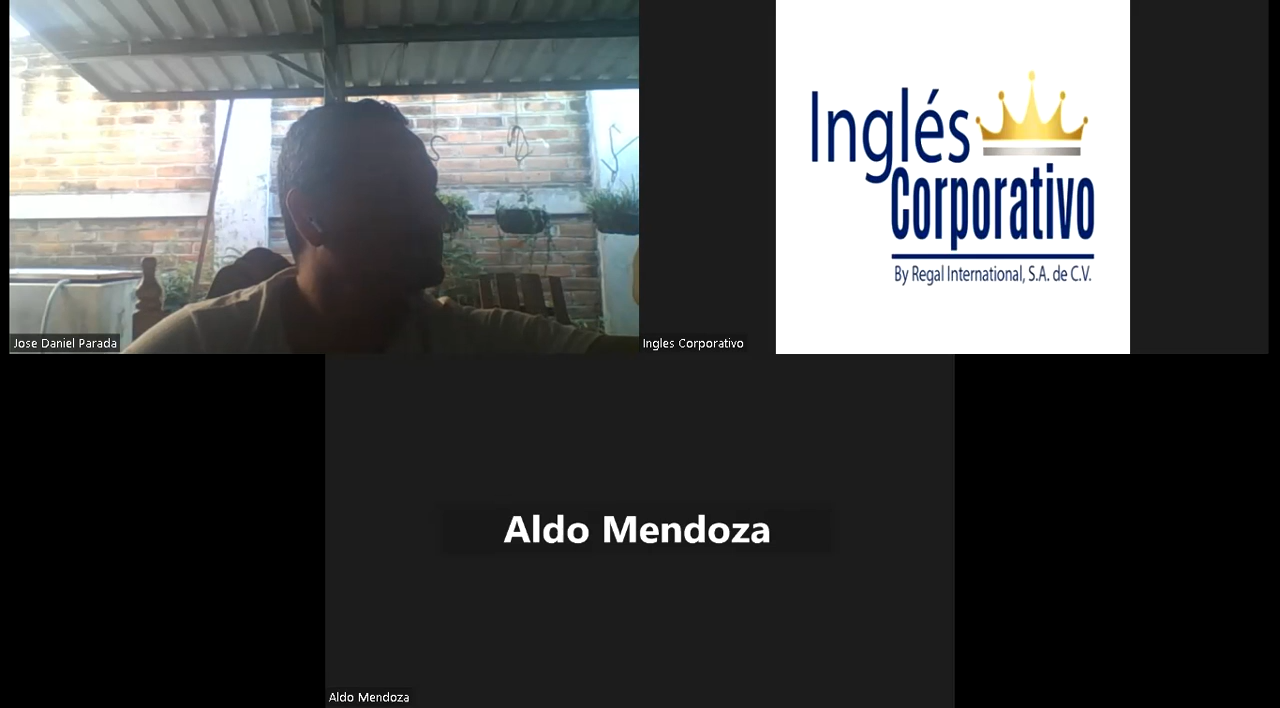 Inglés
Corporativo
By Regal International, S.A. de C.V.
Jose Daniel Parada
Ingles Corporativo
Aldo Mendoza
Aldo Mendoza